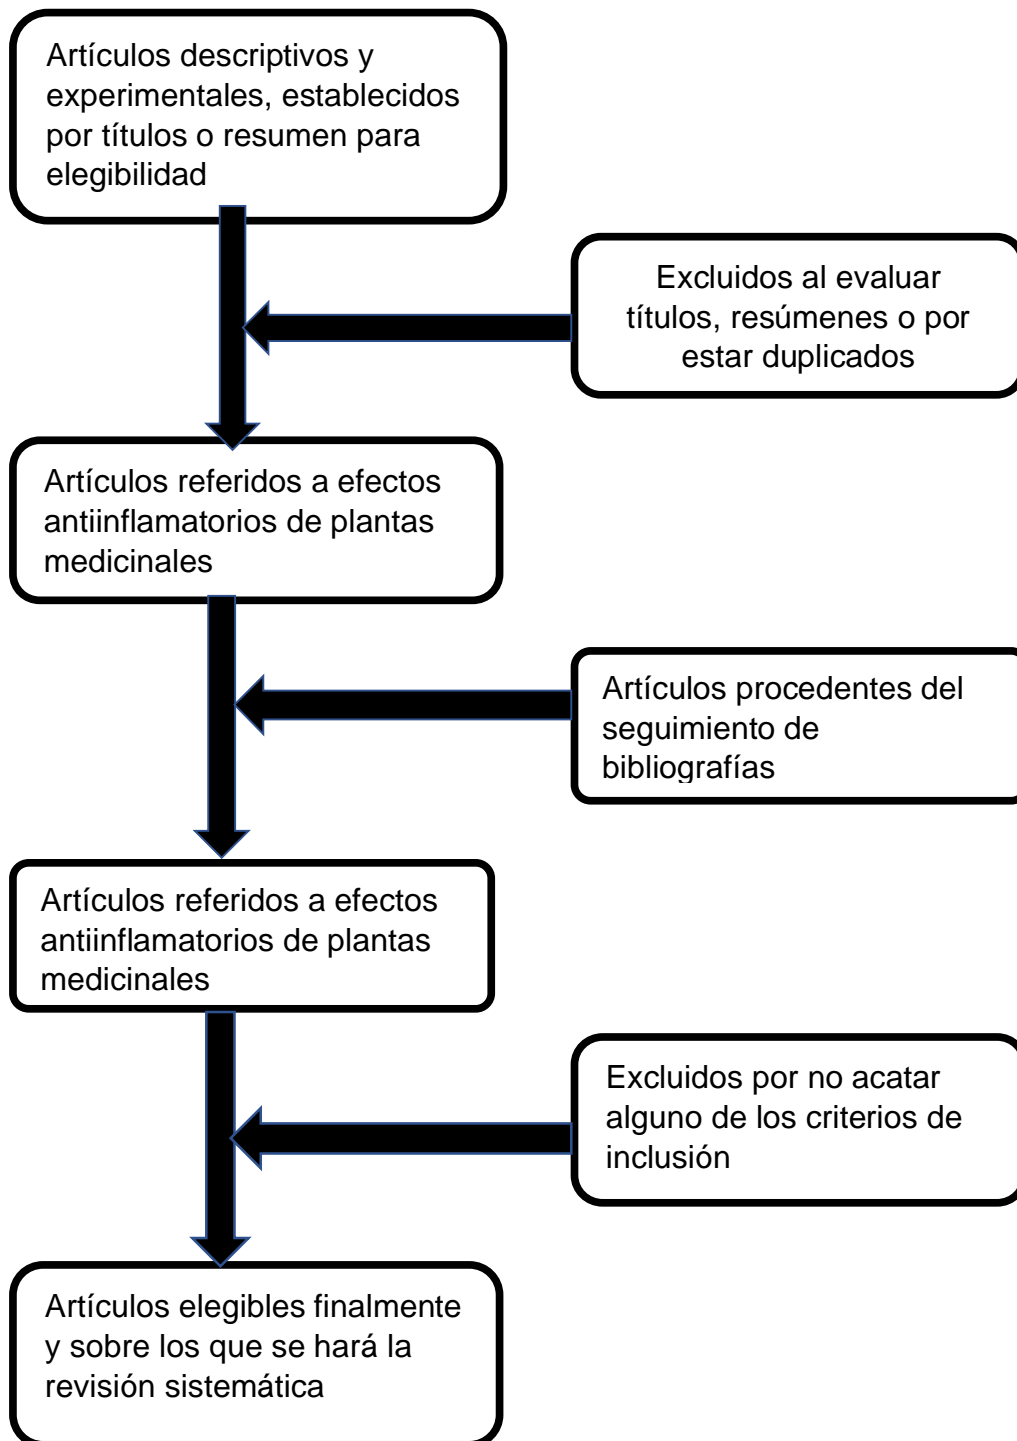 Artículos descriptivos y
experimentales, establecidos
por títulos o resumen para
elegibilidad
Excluidos al evaluar
títulos, resúmenes o por
estar duplicados
Artículos referidos a efectos
antiinflamatorios de plantas
medicinales
Artículos procedentes del
seguimiento de
bibliografías
Artículos referidos a efectos
antiinflamatorios de plantas
medicinales
Excluidos por no acatar
alguno de los criterios de
inclusión
Artículos elegibles finalmente
y sobre los que se hará la
revisión sistemática